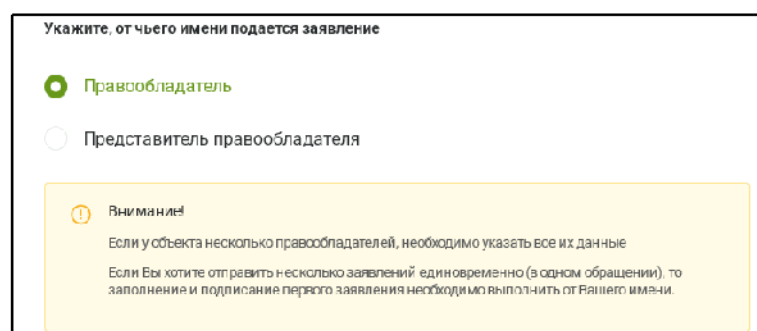 Укажите, от чьего имени подается заявление
Правообладатель
Представитель правообладателя
Внимание!
Если у объекта несколько правообладателей, необходимо указать все их данные
Если Вы хотите отправить несколько заявлений единовременно (в одном обращении), то
заполнение и подписание первого заявления необходимо выполнить от Вашего имени.